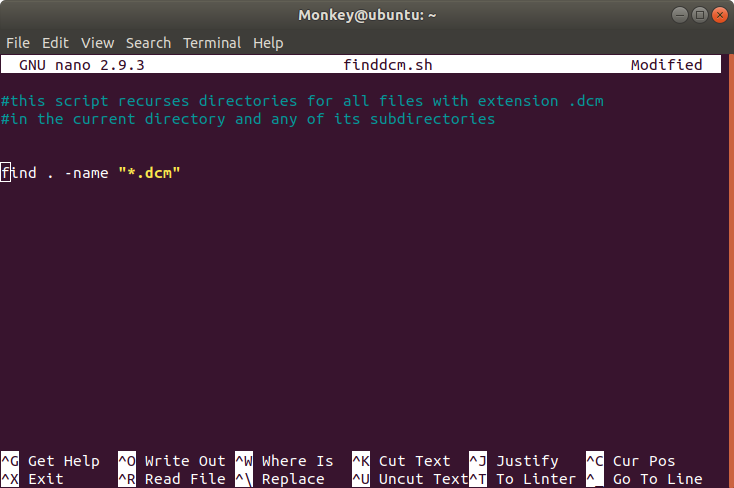 Monkey@ubuntu: ~
File Edit View Search Terminal Help
GNU nano 2.9.3 finddcm.sh Modified
#this script recurses directories for all files with extension .dcm
#in the current directory and any of its subdirectories
find . -name "*.dcm"
^G Get Help ^O Write Out ^W Where Is ^K Cut Text ^J Justify ^C Cur Pos
^X Exit ^R Read File ^\ Replace ^U Uncut Text ^T To Linter ^_ Go To Line